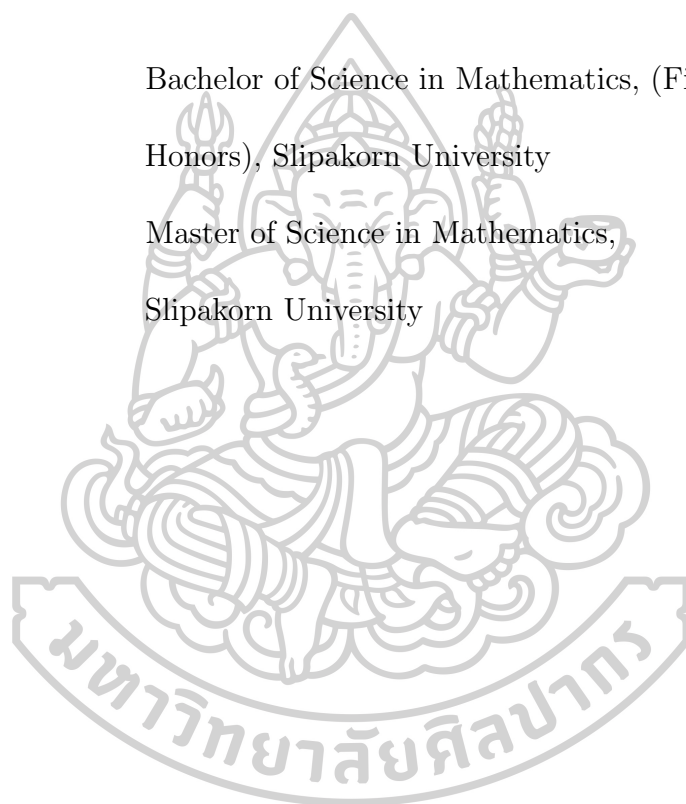 Bachelor of Science in Mathematics, (Fi
Honors), Slipakorn University
Master of Science in Mathematics,
Slipakorn University
มหาวิทยาลัยศิลปากร